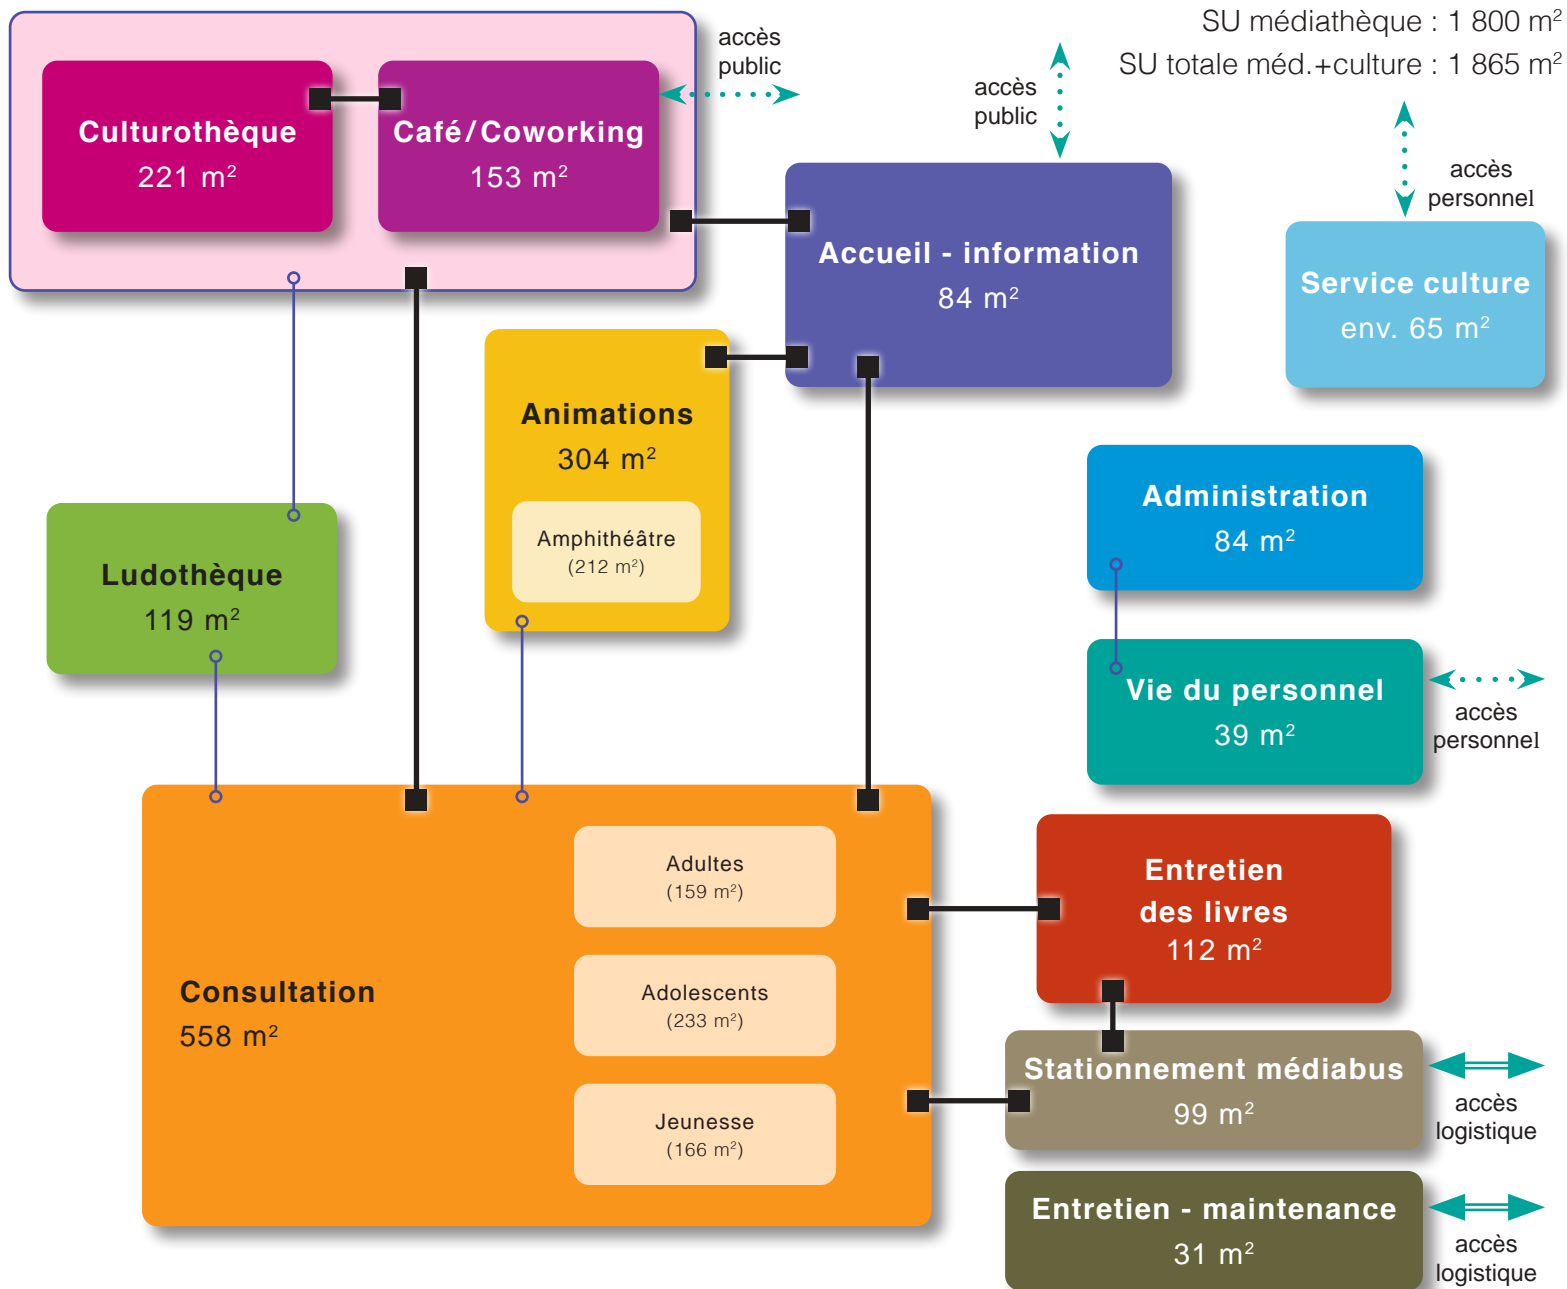 SU médiathèque : 1 800 m²
SU totale méd.+culture : 1 865 m²
accès
public
accès
public
accès
personnel
Culturothèque
221 m²
Café/Coworking
153 m²
Accueil - information
84 m²
Service culture
env. 65 m²
Animations
304 m²
Amphithéâtre
(212 m²)
Ludothèque
119 m²
Administration
84 m²
Vie du personnel
39 m²
accès
personnel
Consultation
558 m²
Adultes
(159 m²)
Adolescents
(233 m²)
Jeunesse
(166 m²)
Entretien
des livres
112 m²
Stationnement médiabus
99 m²
accès
logistique
Entretien - maintenance
31 m²
accès
logistique